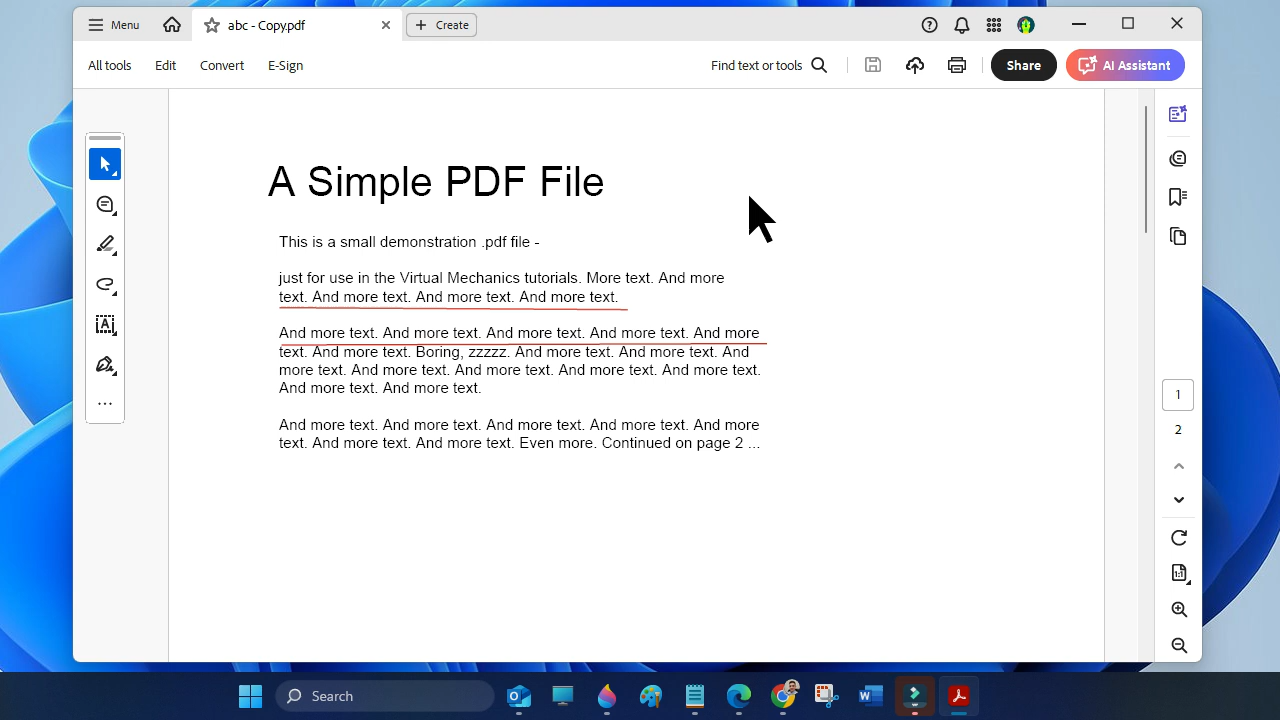 Menu
abc - Copy.pdf
Create
All tools
Edit
Convert
E-Sign
Find text or tools
Share
AI Assistant
A Simple PDF File
This is a small demonstration .pdf file -
just for use in the Virtual Mechanics tutorials. More text. And more
text. And more text. And more text. And more text.
And more text. And more text. And more text. And more text. And more
text. And more text. Boring, zzzzz. And more text. And more text. And
more text. And more text. And more text. And more text. And more text.
And more text. And more text.
And more text. And more text. And more text. And more text. And more
text. And more text. And more text. Even more. Continued on page 2 ...
1
2
1:1
Search